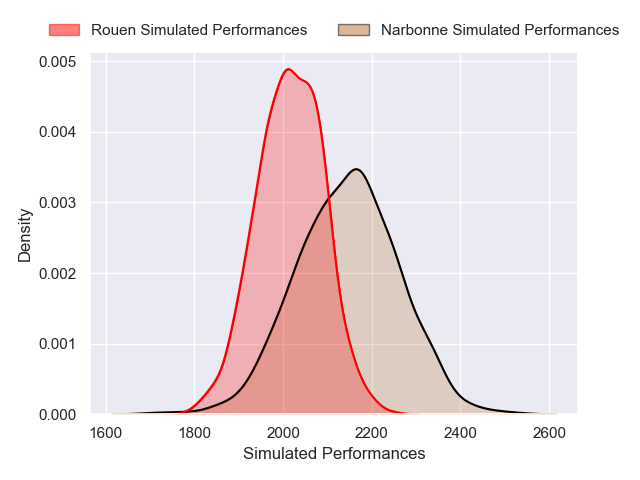 Rouen Simulated Performances Narbonne Simulated Performances
0.005
0.004
0.003
0.002
0.001
0.000
Density
1600 1800 2000 2200 2400 2600
Simulated Performances